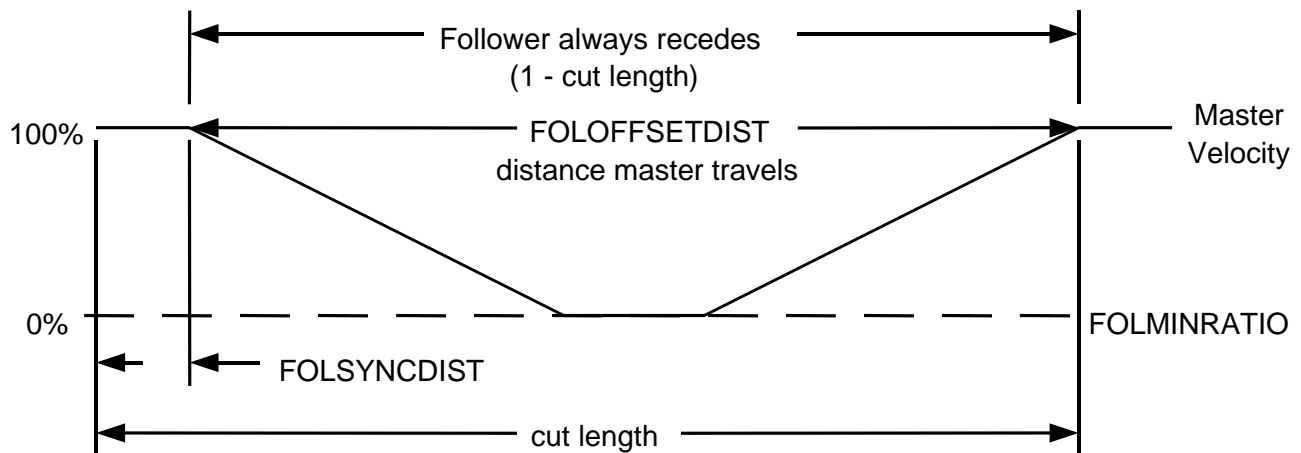 Follower always recedes
(1 - cut length)
100%
FOLOFFSETDIST
distance master travels
Master
Velocity
0%
FOLMINRATIO
FOLSYNCDIST
cut length